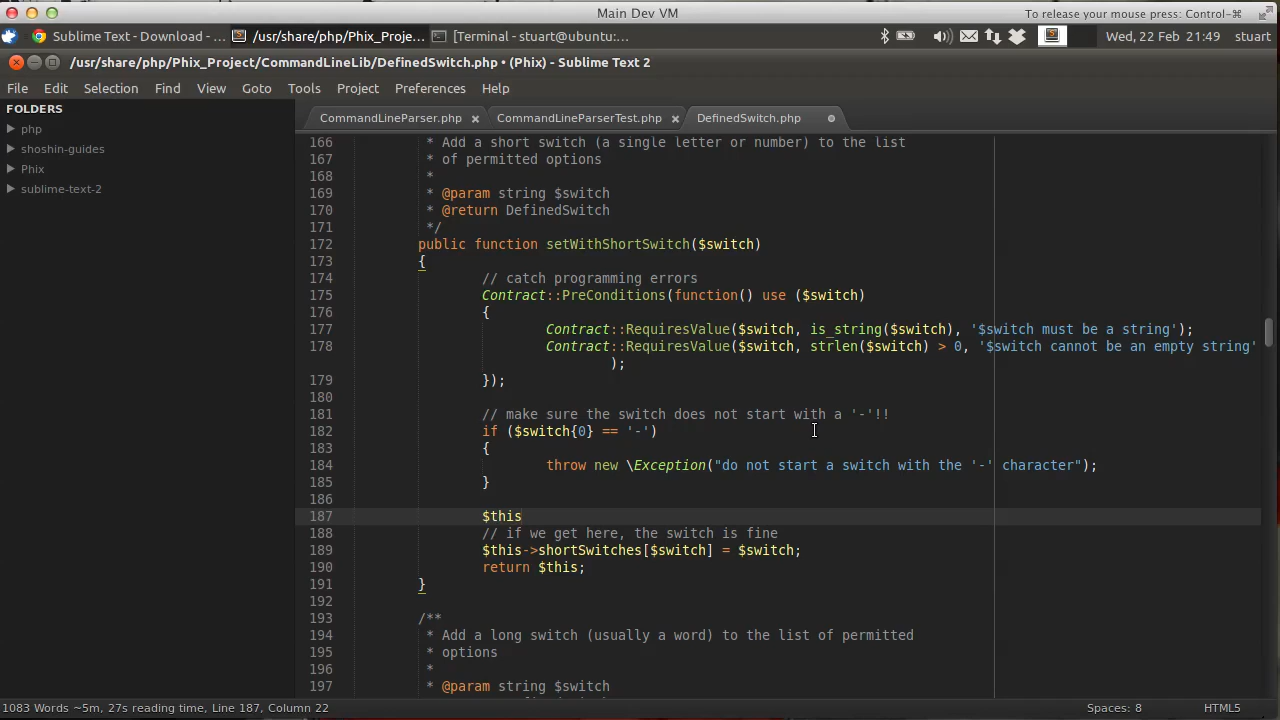 Main Dev VM
To release your mouse press: Control-⌘
Sublime Text - Download - ...
/usr/share/php/Phix_Proje...
[Terminal - stuart@ubuntu:...
Wed, 22 Feb 21:49 stuart
/usr/share/php/Phix_Project/CommandLineLib/DefinedSwitch.php • (Phix) - Sublime Text 2
File Edit Selection Find View Goto Tools Project Preferences Help
FOLDERS
php
shoshin-guides
Phix
sublime-text-2
CommandLineParser.php CommandLineParserTest.php DefinedSwitch.php
166 * Add a short switch (a single letter or number) to the list
167 * of permitted options
168 *
169 * @param string $switch
170 * @return DefinedSwitch
171 */
172 public function setWithShortSwitch($switch)
173 {
174 // catch programming errors
175 Contract::PreConditions(function() use ($switch)
176 {
177 Contract::RequiresValue($switch, is_string($switch), '$switch must be a string');
178 Contract::RequiresValue($switch, strlen($switch) > 0, '$switch cannot be an empty string'
);
179 });
180
181 // make sure the switch does not start with a '-'!!
182 if ($switch{0} == '-')
183 {
184 throw new \Exception("do not start a switch with the '-' character");
185 }
186
187 $this
188 // if we get here, the switch is fine
189 $this->shortSwitches[$switch] = $switch;
190 return $this;
191 }
192
193 /**
194 * Add a long switch (usually a word) to the list of permitted
195 * options
196 *
197 * @param string $switch
1083 Words ~5m, 27s reading time, Line 187, Column 22
Spaces: 8 HTML5